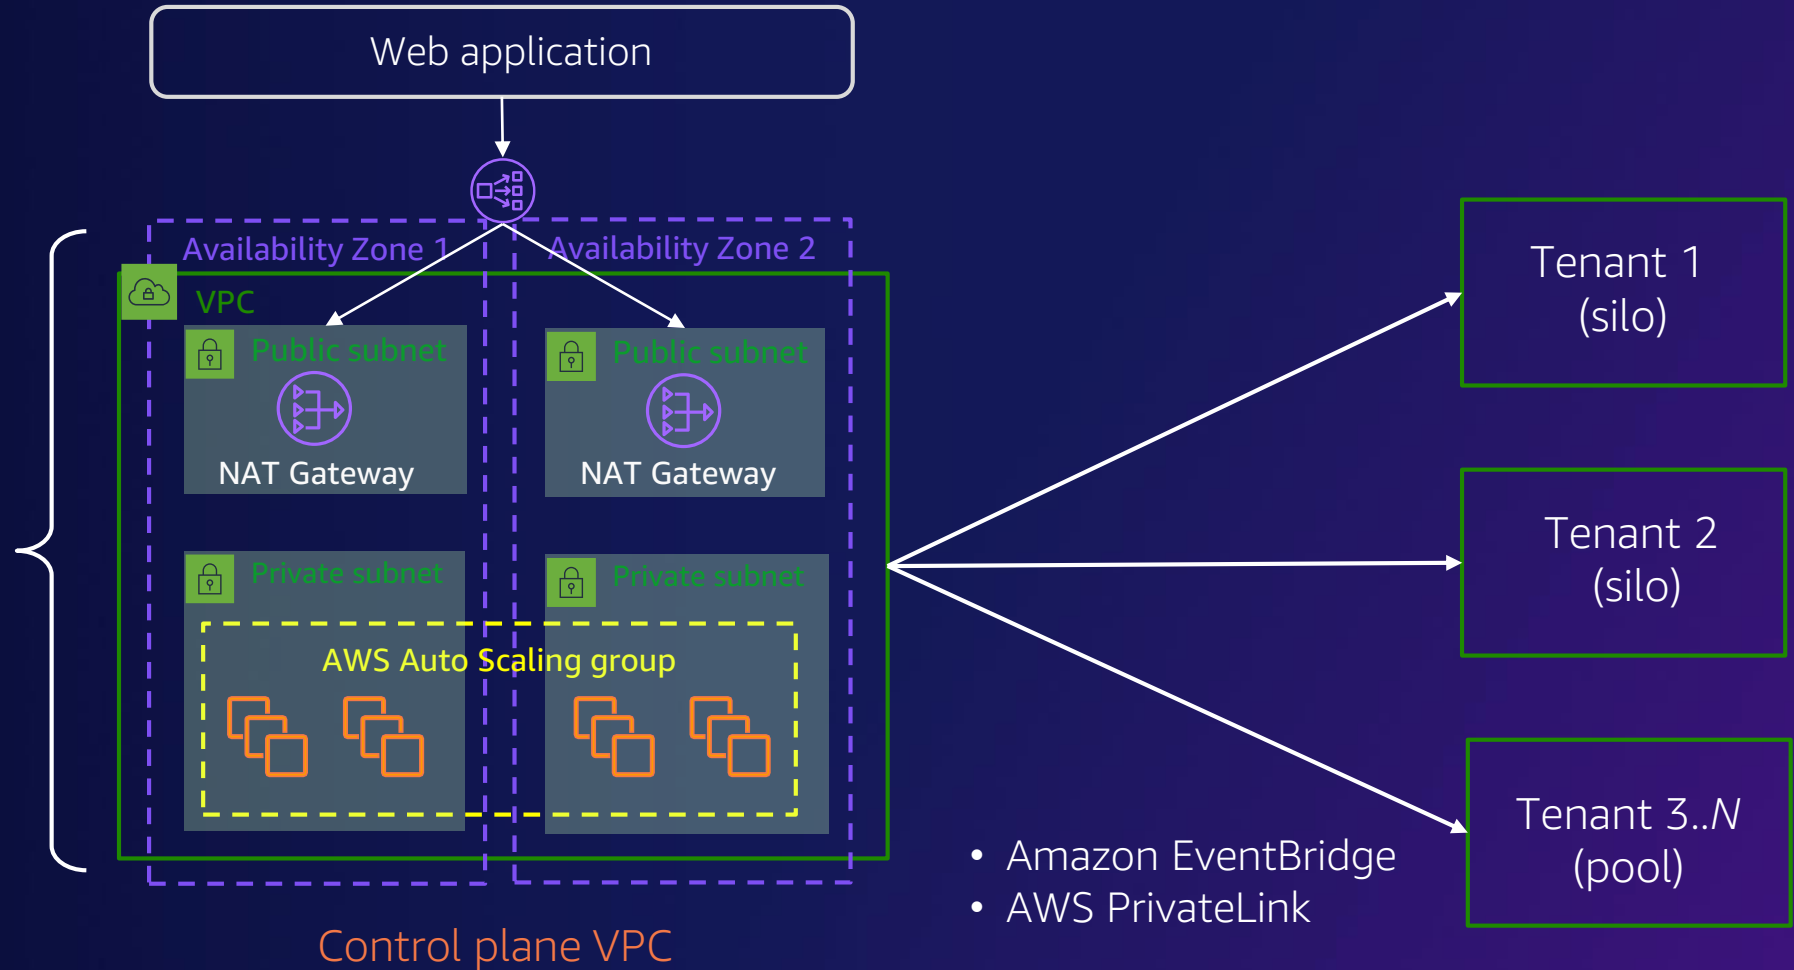 Web application
Availability Zone 1
Availability Zone 2
VPC
Public subnet
NAT Gateway
Public subnet
NAT Gateway
Private subnet
Private subnet
AWS Auto Scaling group
Control plane VPC
• Amazon EventBridge
• AWS PrivateLink
Tenant 1
(silo)
Tenant 2
(silo)
Tenant 3..N
(pool)